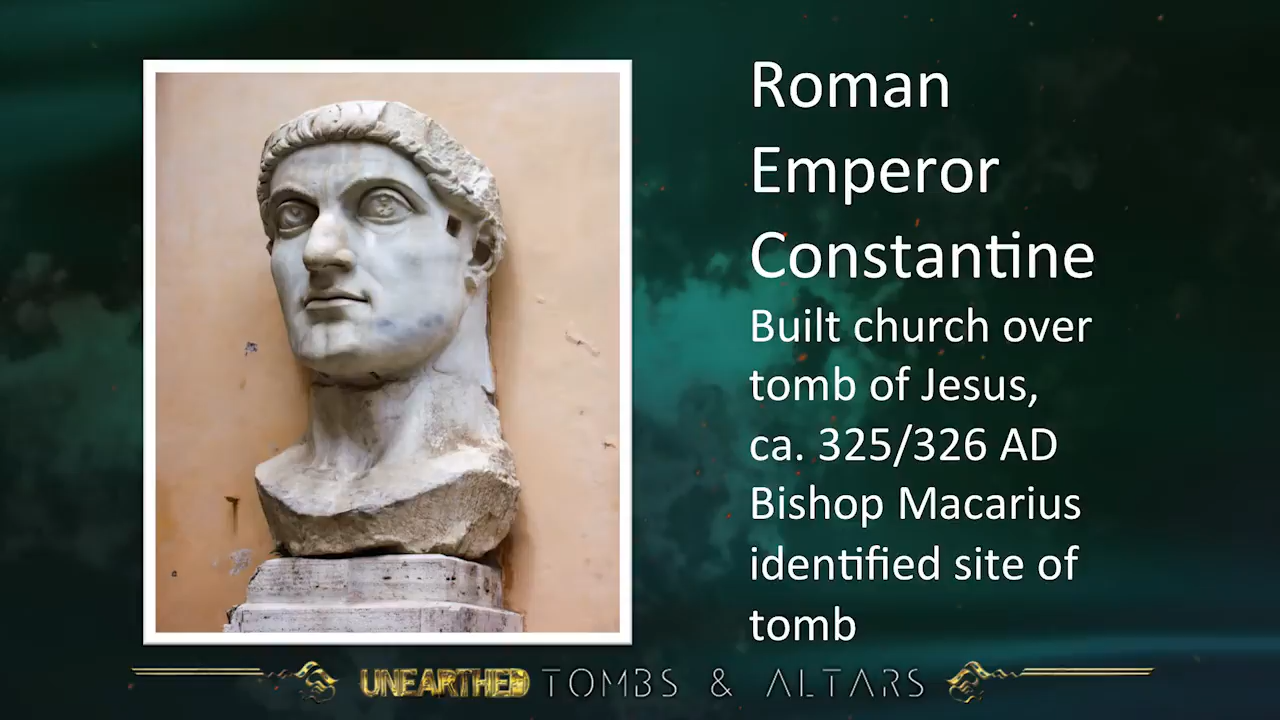 Roman
Emperor
Constantine
Built church over
tomb of Jesus,
ca. 325/326 AD
Bishop Macarius
identified site of
tomb
UNEARTHED TOMBS & ALTARS